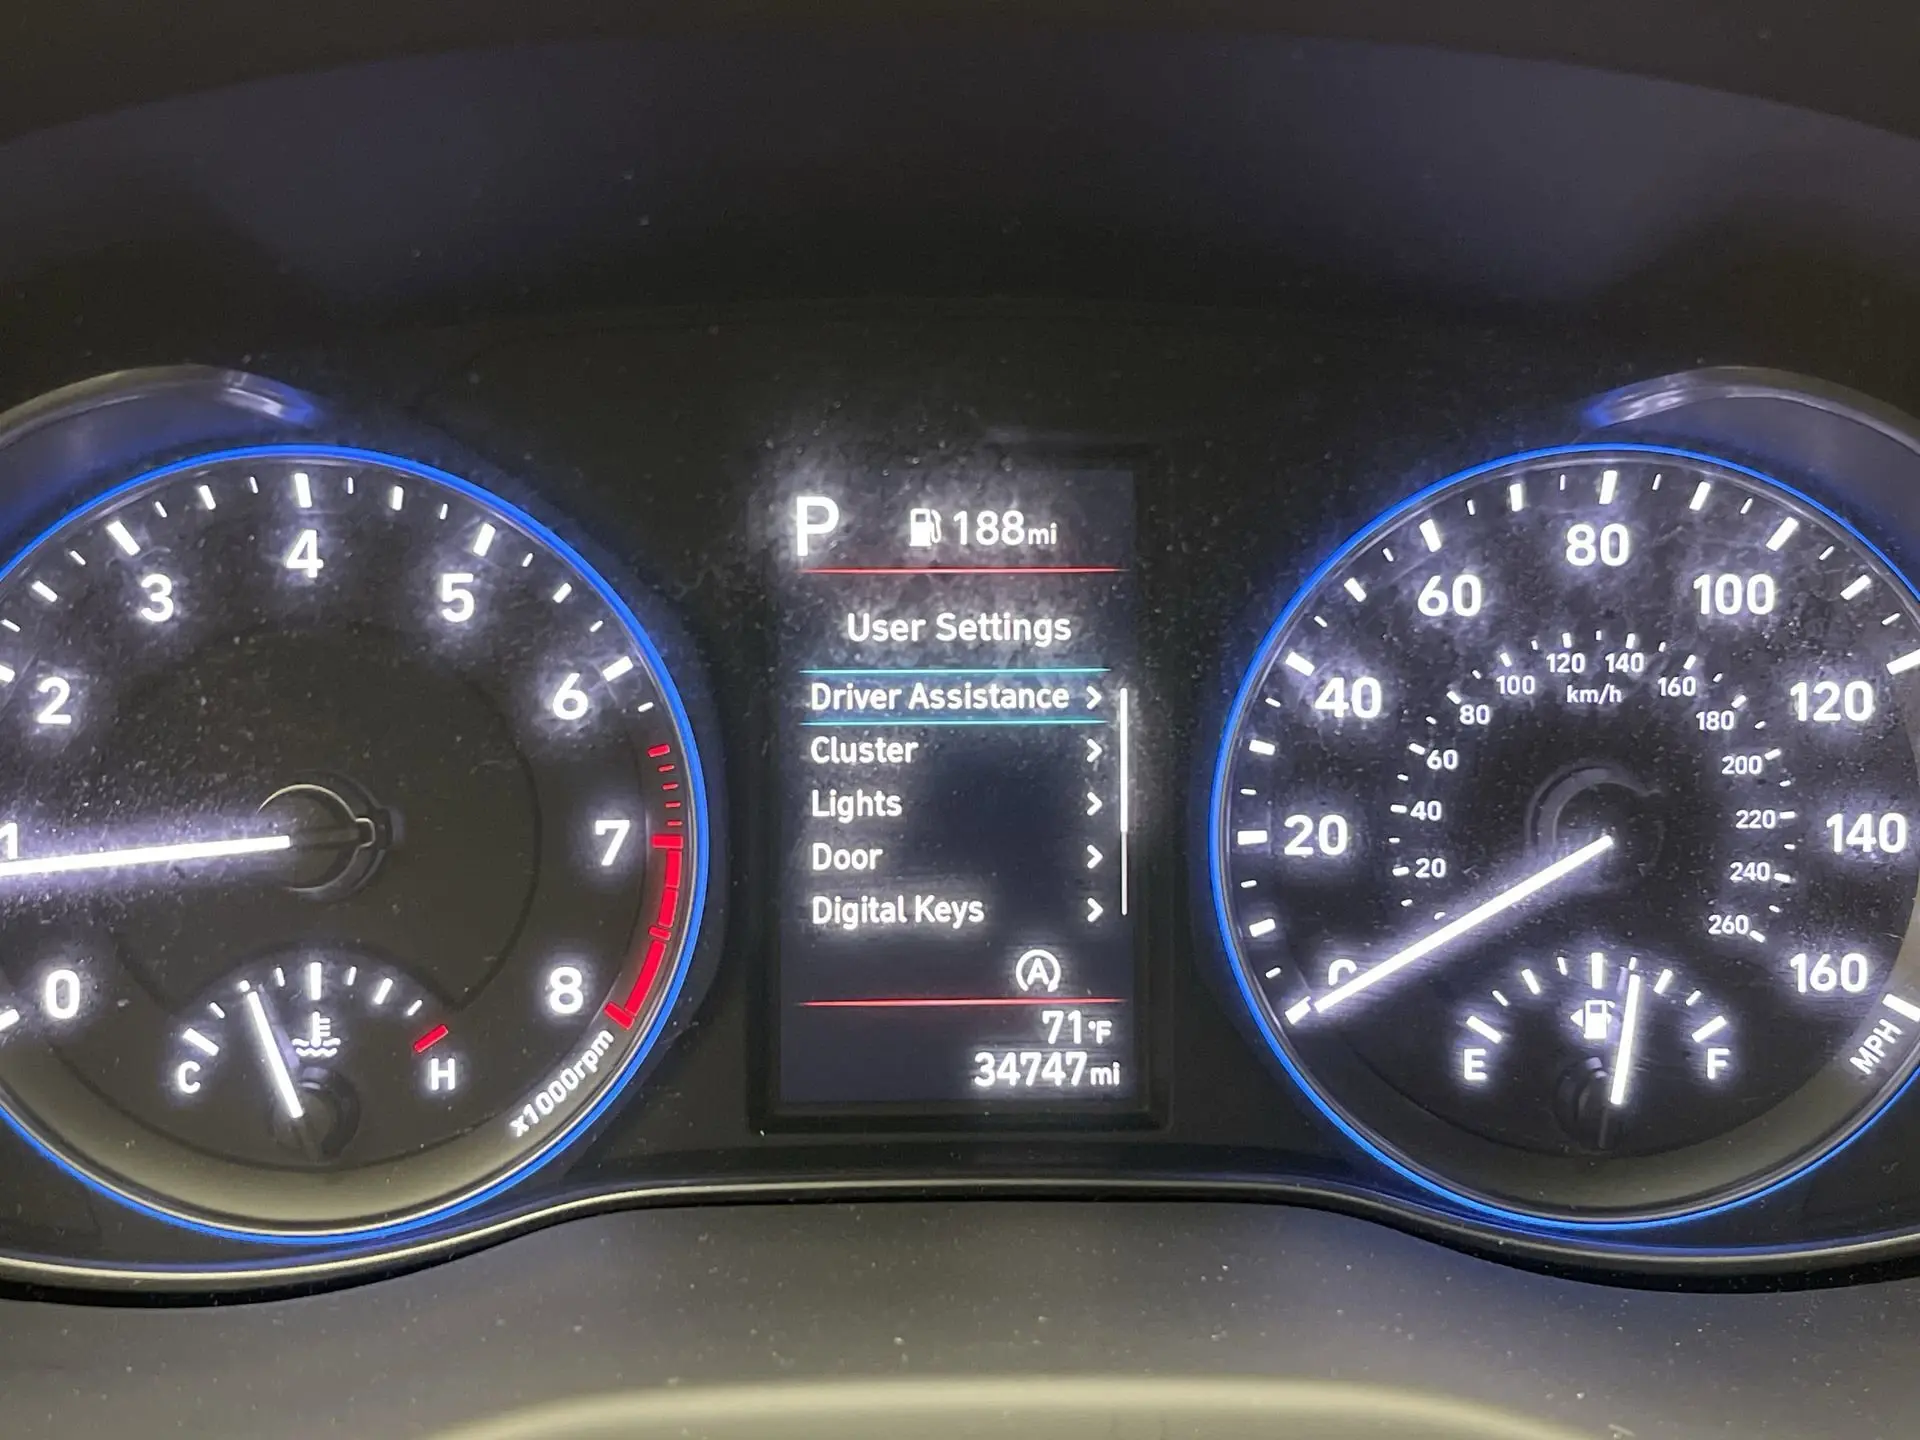 P 188mi
User Settings
Driver Assistance >
Cluster >
Lights >
Door >
Digital Keys >
A
71°F
34747mi
0
1
2
3
4
5
6
7
8
x1000rpm
C H
0
20
40
60
80
100
120
140
160
MPH
20
40
60
80
100
120
140
160
180
200
220
240
260
km/h
E F